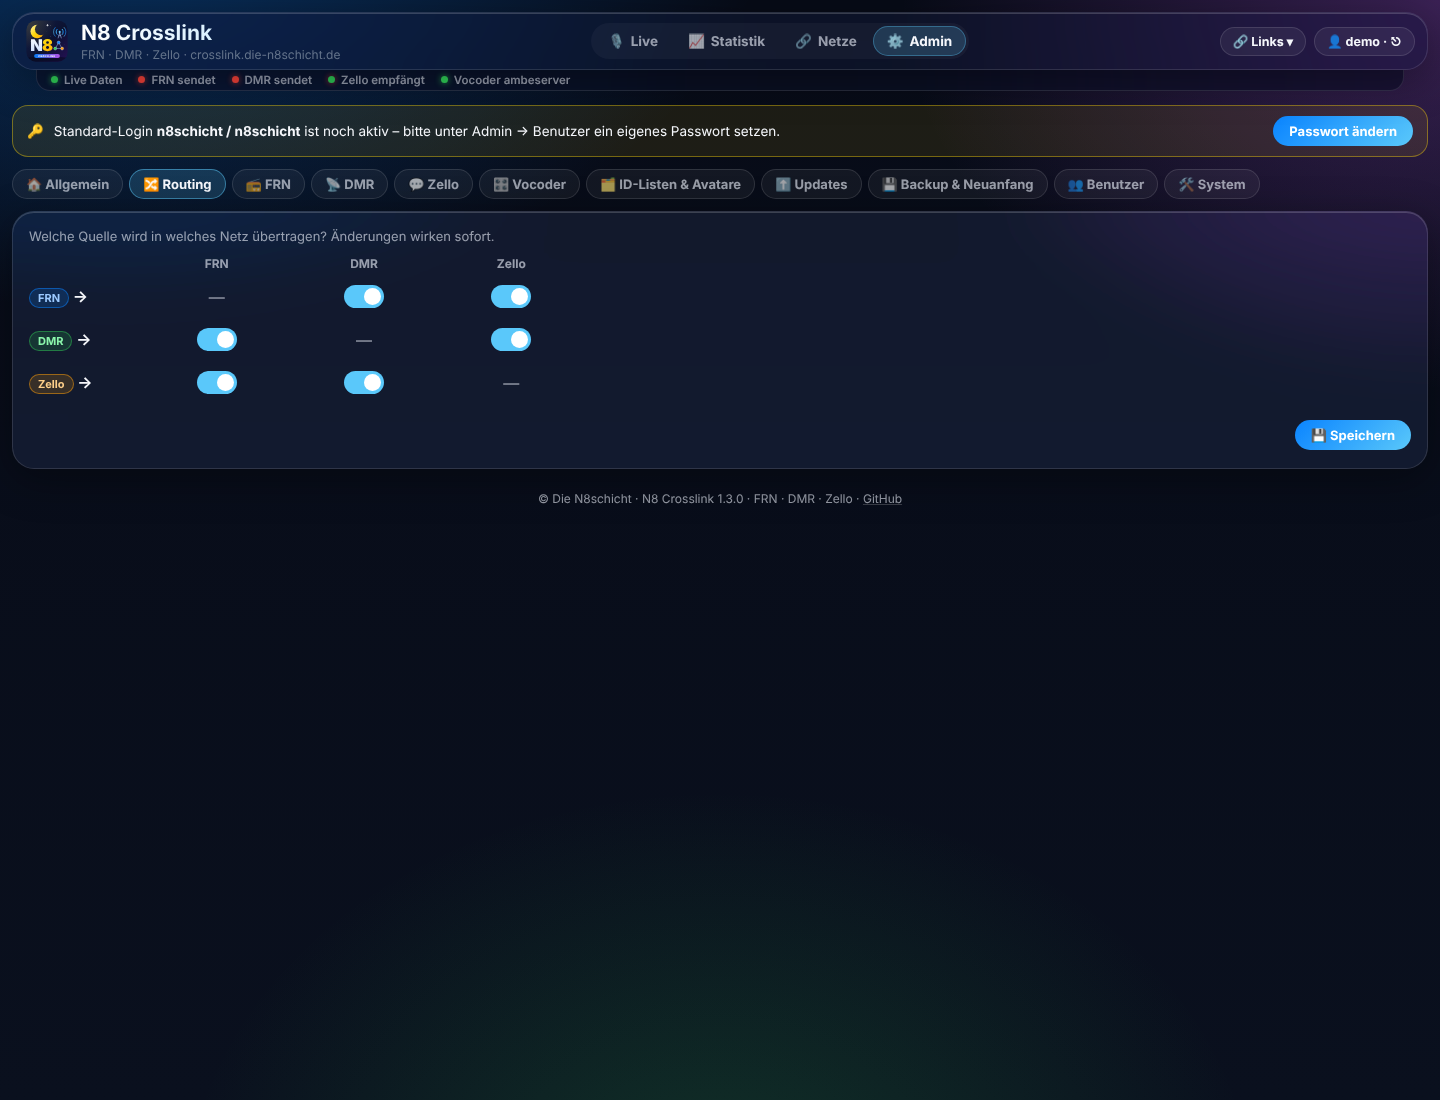 N8 Crosslink
FRN · DMR · Zello · crosslink.die-n8schicht.de
Live
Statistik
Netze
Admin
Links ▾
demo ·
Live Daten
FRN sendet
DMR sendet
Zello empfängt
Vocoder ambeserver
Standard-Login n8schicht / n8schicht ist noch aktiv – bitte unter Admin → Benutzer ein eigenes Passwort setzen.
Passwort ändern
Allgemein
Routing
FRN
DMR
Zello
Vocoder
ID-Listen & Avatare
Updates
Backup & Neuanfang
Benutzer
System
Welche Quelle wird in welches Netz übertragen? Änderungen wirken sofort.
FRN DMR Zello
FRN → —
DMR → —
Zello → —
Speichern
© Die N8schicht · N8 Crosslink 1.3.0 · FRN · DMR · Zello · GitHub